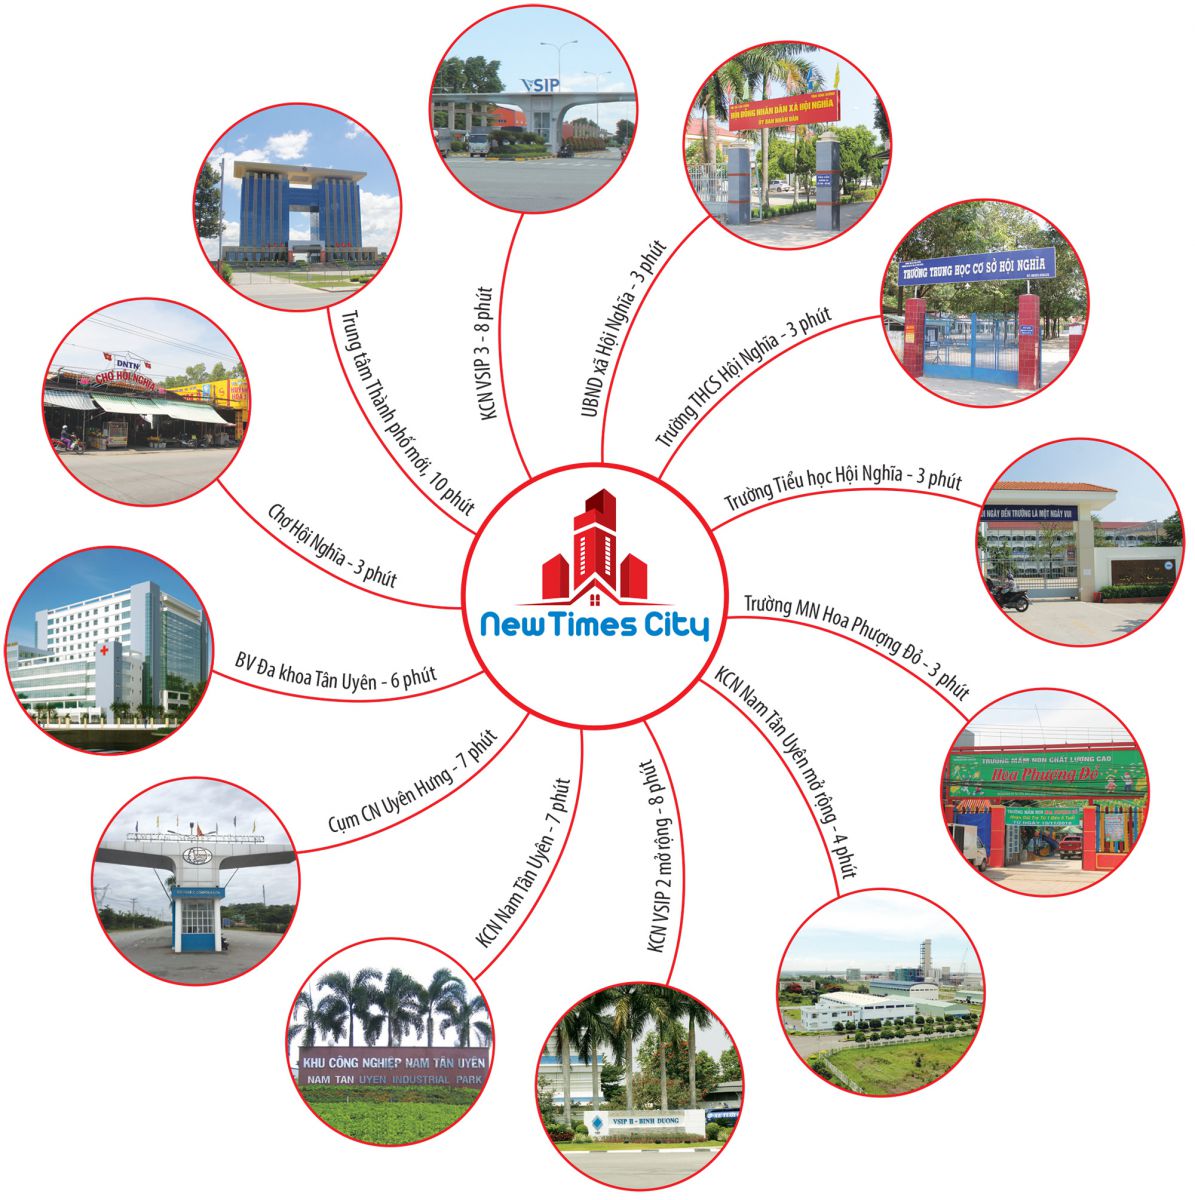 VSIP
KCN VSIP 3 - 8 phút
HỘI ĐỒNG NHÂN DÂN XÃ HỘI NGHĨA
ỦY BAN NHÂN DÂN
UBND xã Hội Nghĩa - 3 phút
TRƯỜNG TRUNG HỌC CƠ SỞ HỘI NGHĨA
Trường THCS Hội Nghĩa - 3 phút
NGÀY ĐẾN TRƯỜNG LÀ MỘT NGÀY VUI
Trường Tiểu học Hội Nghĩa - 3 phút
TRƯỜNG MẦM NON CHẤT LƯỢNG CAO
Hoa Phượng Đỏ
Trường MN Hoa Phượng Đỏ - 3 phút
KCN Nam Tân Uyên mở rộng - 4 phút
VSIP II - BINH DUONG
KCN VSIP 2 mở rộng - 8 phút
KHU CÔNG NGHIỆP NAM TÂN UYÊN
NAM TAN UYEN INDUSTRIAL PARK
KCN Nam Tân Uyên - 7 phút
Cụm CN Uyên Hưng - 7 phút
BV Đa khoa Tân Uyên - 6 phút
DNTN
CHỢ HỘI NGHĨA
Chợ Hội Nghĩa - 3 phút
Trung tâm Thành phố mới, 10 phút
New Times City